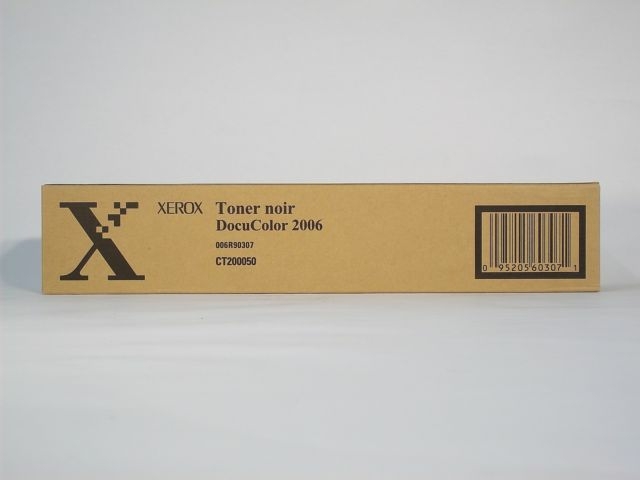 X
XEROX
Toner noir
DocuColor 2006
006R90307
CT200050
0 95205 60307 1